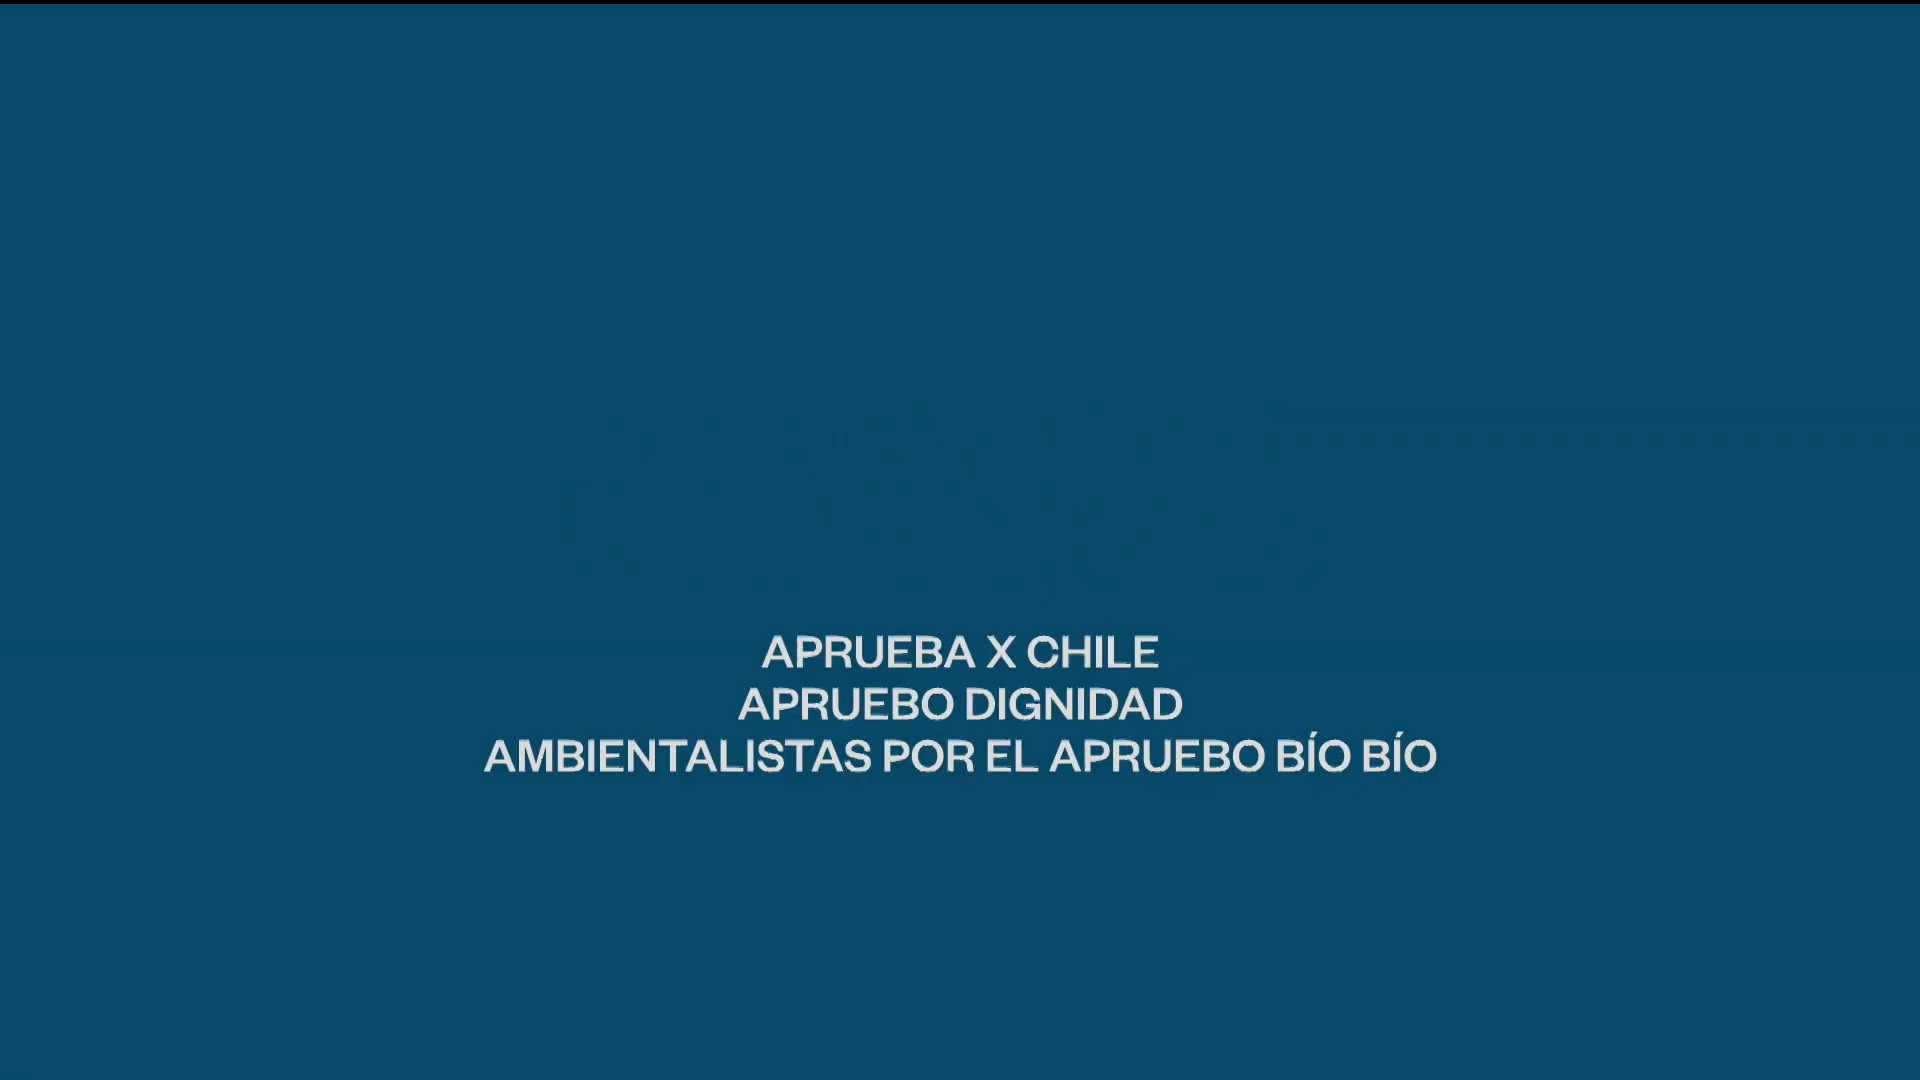 APRUEBA X CHILE
APRUEBO DIGNIDAD
AMBIENTALISTAS POR EL APRUEBO BÍO BÍO